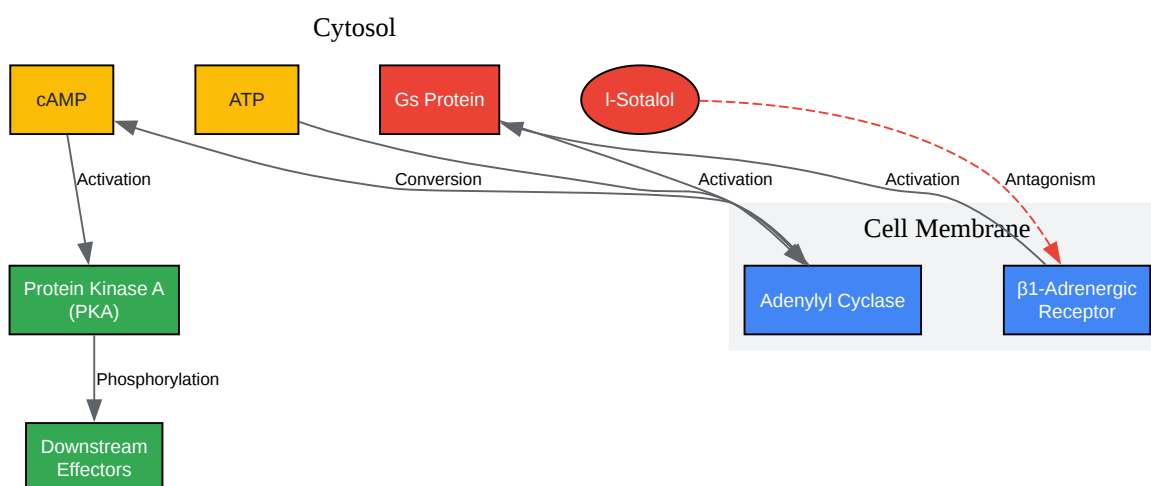 Cytosol
cAMP
ATP
Gs Protein
l-Sotalol
Activation
Conversion
Activation
Activation
Antagonism
Cell Membrane
Protein Kinase A
(PKA)
Adenylyl Cyclase
β1-Adrenergic
Receptor
Phosphorylation
Downstream
Effectors